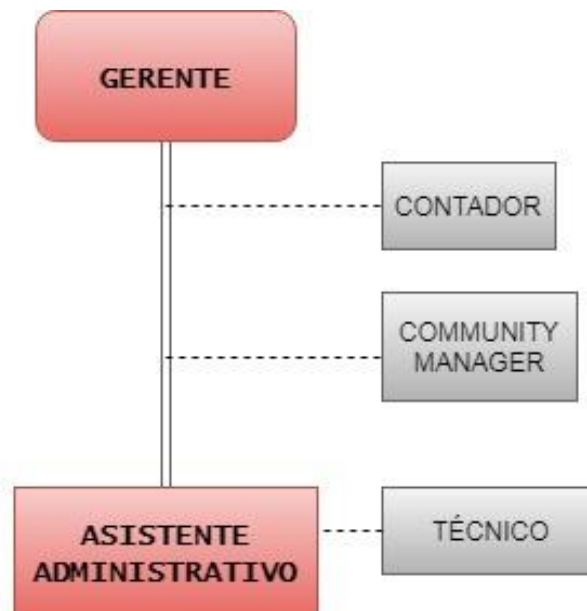 GERENTE
CONTADOR
COMMUNITY
MANAGER
ASISTENTE
ADMINISTRATIVO
TÉCNICO